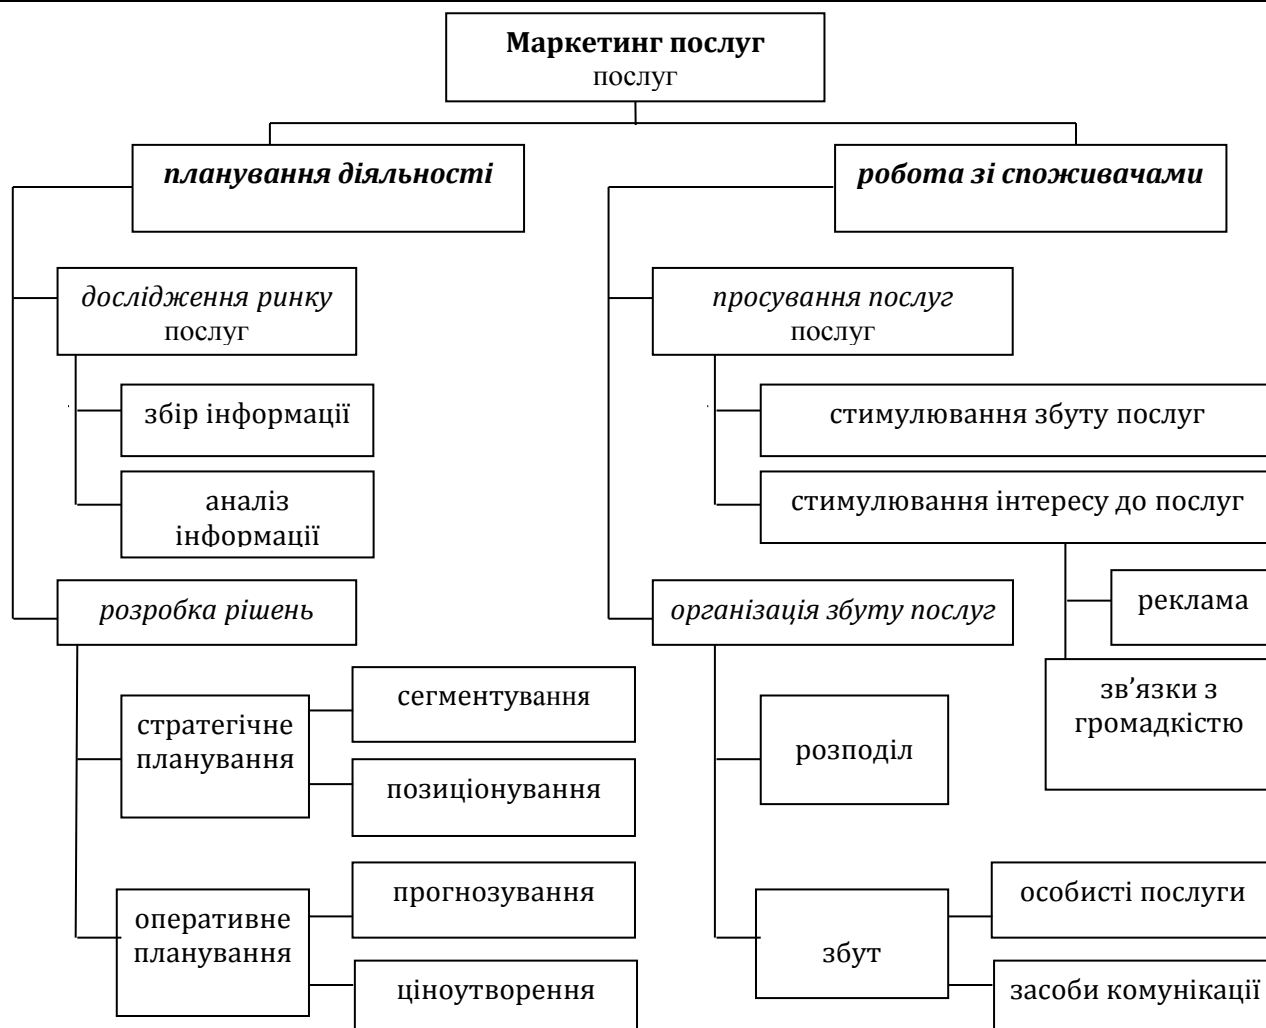 Маркетинг послуг
послуг
планування діяльності
робота зі споживачами
дослідження ринку
послуг
просування послуг
послуг
збір інформації
стимулювання збуту послуг
аналіз
інформації
стимулювання інтересу до послуг
реклама
зв’язки з
громадкістю
розробка рішень
організація збуту послуг
стратегічне
планування
сегментування
позиціонування
розподіл
оперативне
планування
прогнозування
ціноутворення
збут
особисті послуги
засоби комунікації